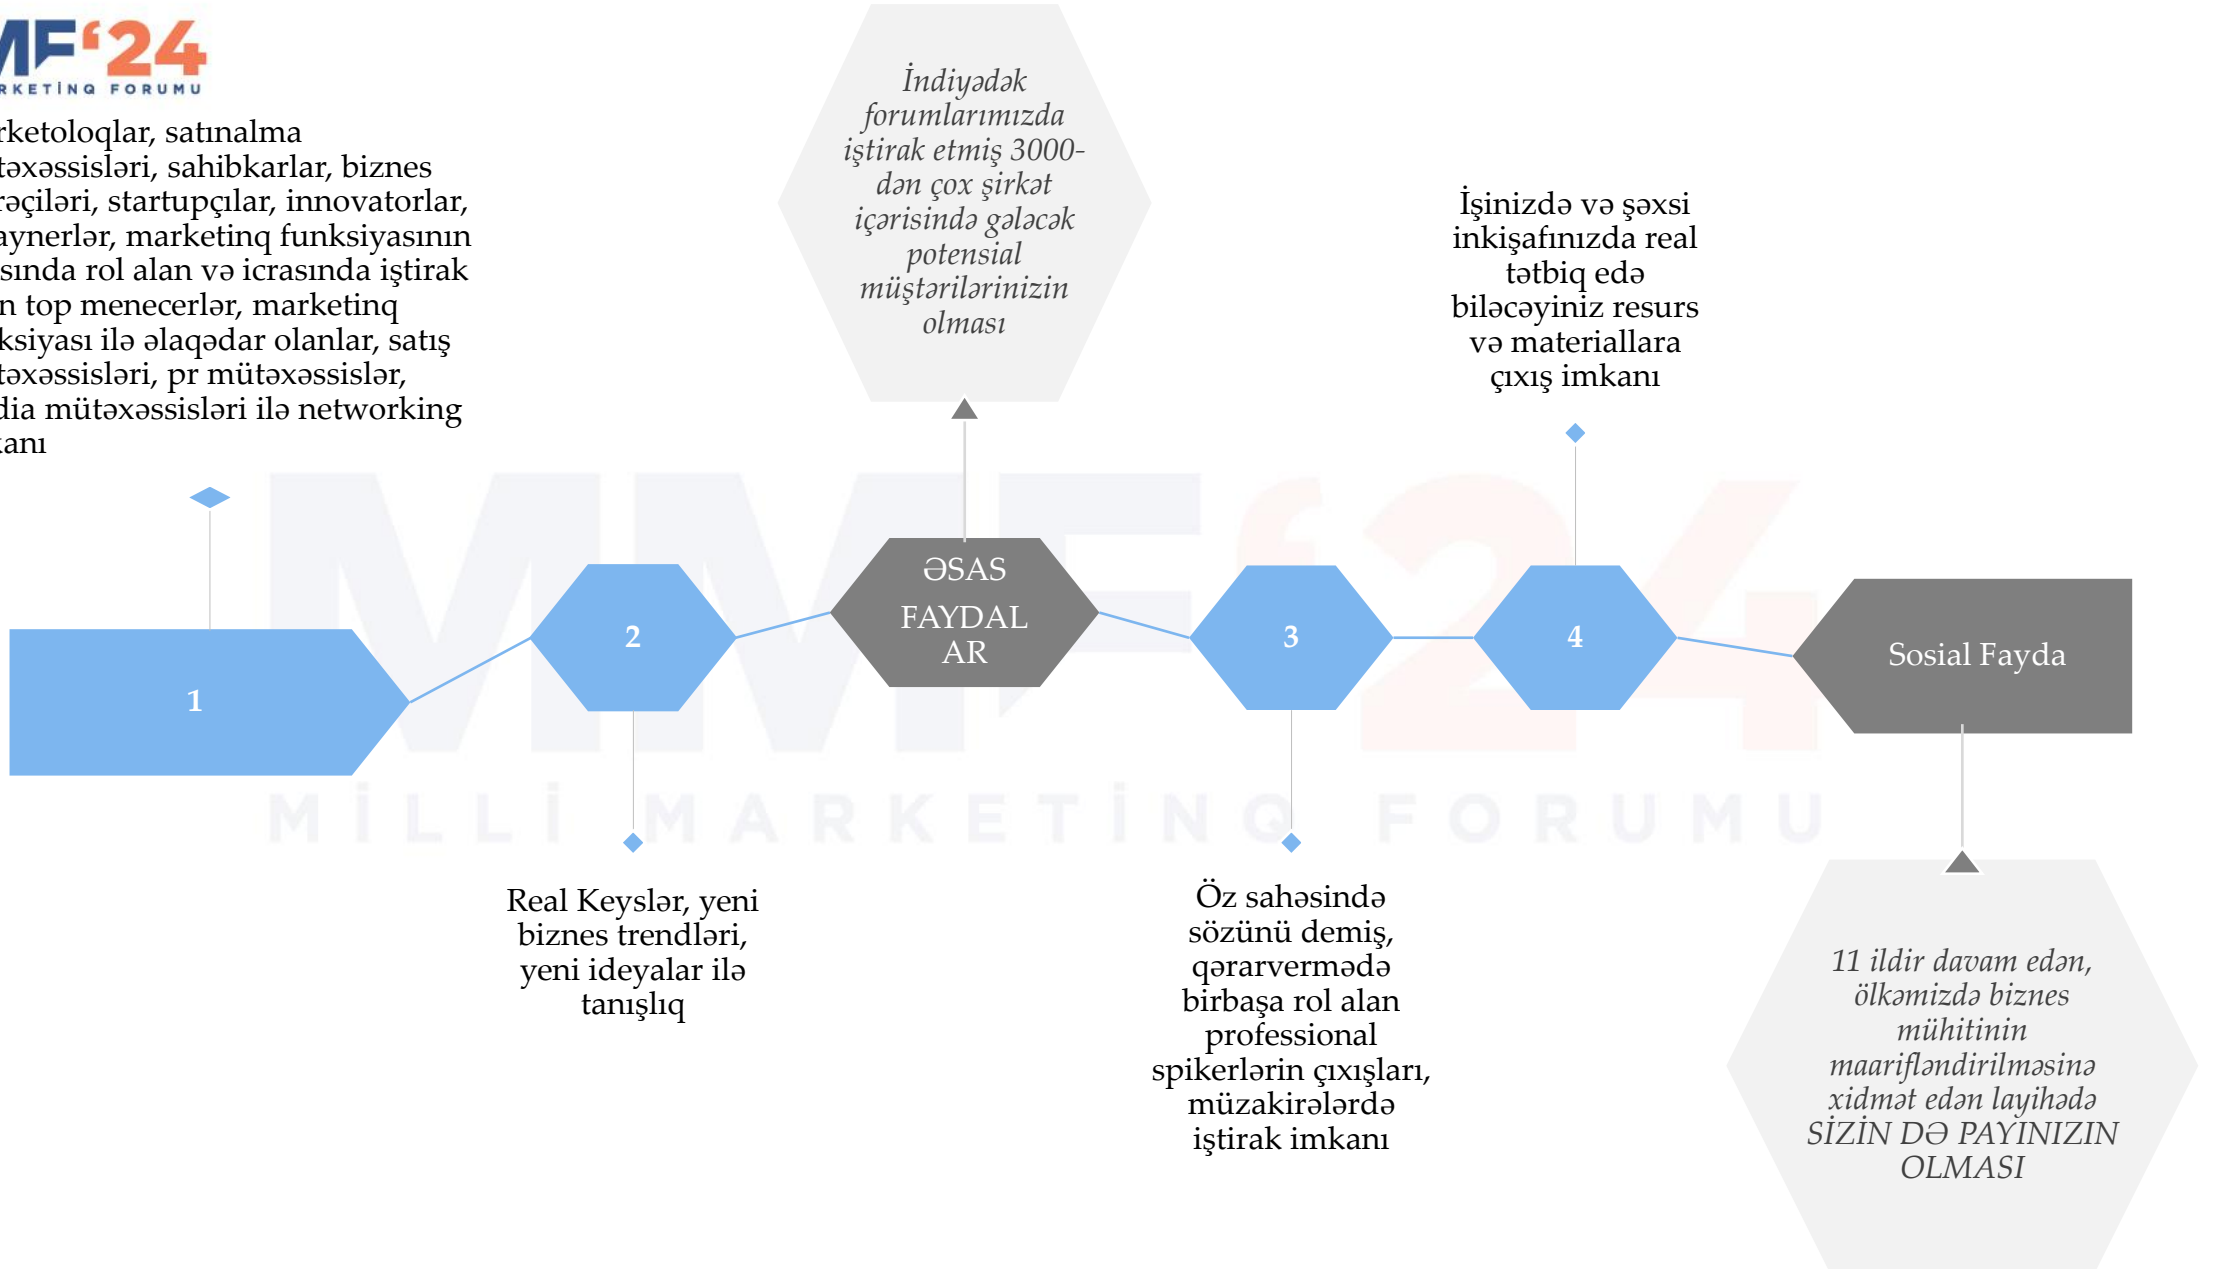 MF‘24
RKETİNQ FORUMU
rketoloqlar, satınalma
təxəssisləri, sahibkarlar, biznes
rəçiləri, startupçılar, innovatorlar,
aynerlər, marketinq funksiyasının
sında rol alan və icrasında iştirak
n top menecerlər, marketinq
ksiyası ilə əlaqədar olanlar, satış
təxəssisləri, pr mütəxəssislər,
dia mütəxəssisləri ilə networking
kanı
1
2
Real Keyslər, yeni
biznes trendləri,
yeni ideyalar ilə
tanışlıq
İndiyədək
forumlarımızda
iştirak etmiş 3000-
dən çox şirkət
içərisində gələcək
potensial
müştərilərinizin
olması
ƏSAS
FAYDAL
AR
3
Öz sahəsində
sözünü demiş,
qərarvermədə
birbaşa rol alan
professional
spikerlərin çıxışları,
müzakirələrdə
iştirak imkanı
İşinizdə və şəxsi
inkişafınızda real
tətbiq edə
biləcəyiniz resurs
və materiallara
çıxış imkanı
4
Sosial Fayda
11 ildir davam edən,
ölkəmizdə biznes
mühitinin
maarifləndirilməsinə
xidmət edən layihədə
SİZİN DƏ PAYINIZIN
OLMASI
MMF‘24
MİLLİ MARKETİNQ FORUMU